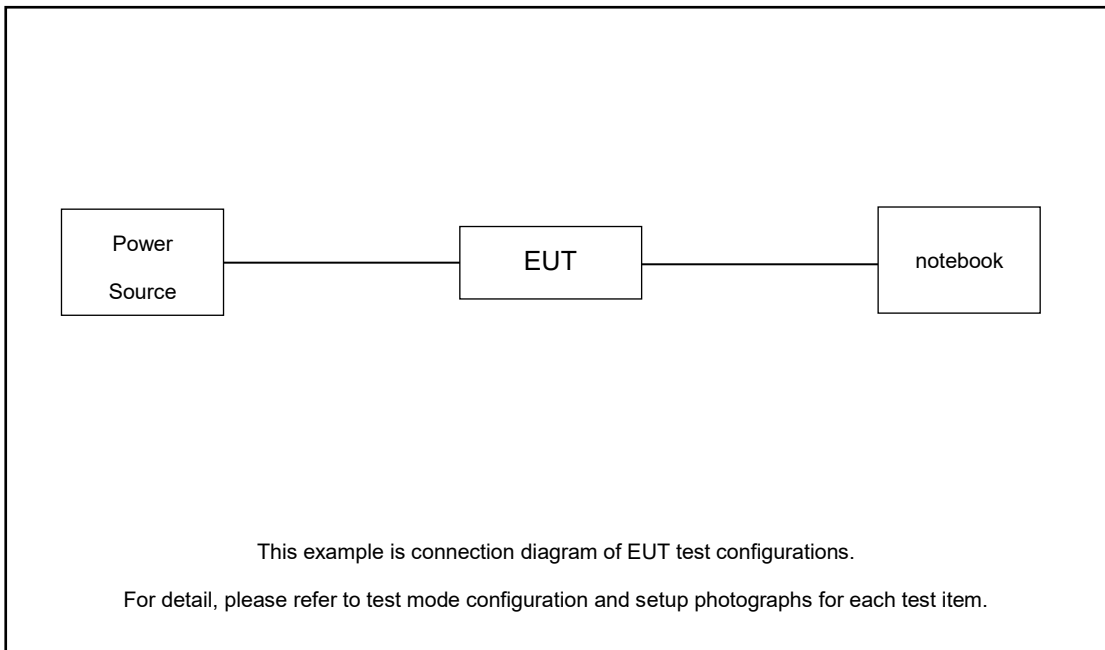 Power
Source
EUT
notebook
This example is connection diagram of EUT test configurations.
For detail, please refer to test mode configuration and setup photographs for each test item.